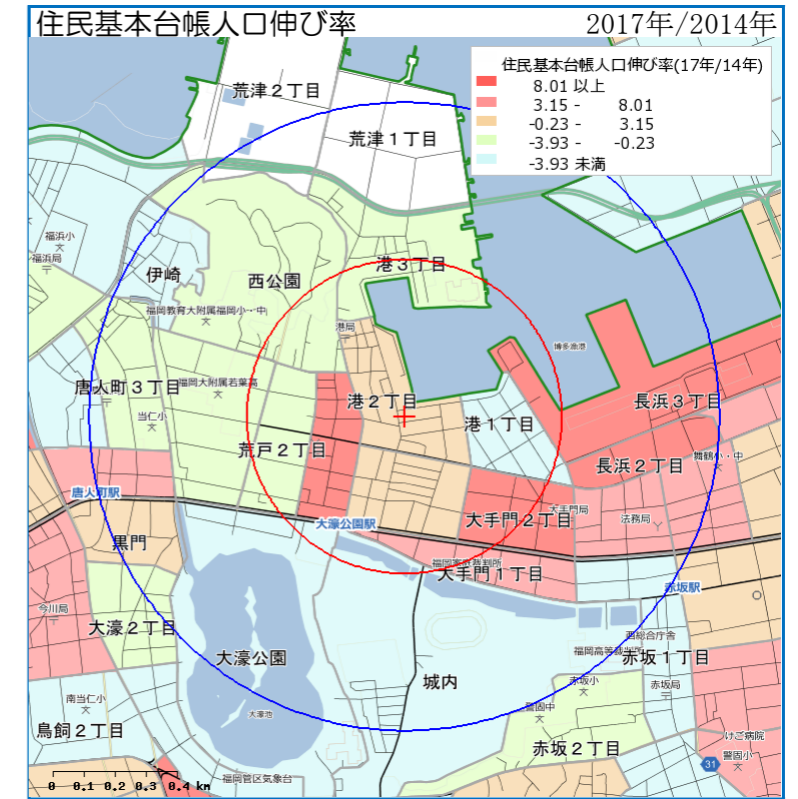 住民基本台帳人口伸び率 2017年/2014年
住民基本台帳人口伸び率(17年/14年)
8.01 以上
3.15 - 8.01
-0.23 - 3.15
-3.93 - -0.23
-3.93 未満
荒津2丁目
荒津1丁目
福浜小
福浜局
伊崎
西公園
港3丁目
福岡教育大附属福岡小・中
港局
博多漁港
唐人町3丁目
福岡大附属若葉高
港2丁目
長浜3丁目
当仁小
港1丁目
荒戸2丁目
舞鶴小・中
長浜2丁目
唐人町駅
大濠公園駅
大手門2丁目
大手門局
法務局
黒門
大手門1丁目
赤坂駅
今川局
大濠2丁目
西総合庁舎
大濠公園
福岡高等裁判所
赤坂1丁目
城内
赤坂小
赤坂局
南当仁小
大濠池
警固中
鳥飼2丁目
赤坂2丁目
けご病院
警固小
31
福岡管区気象台
0 0.1 0.2 0.3 0.4 km